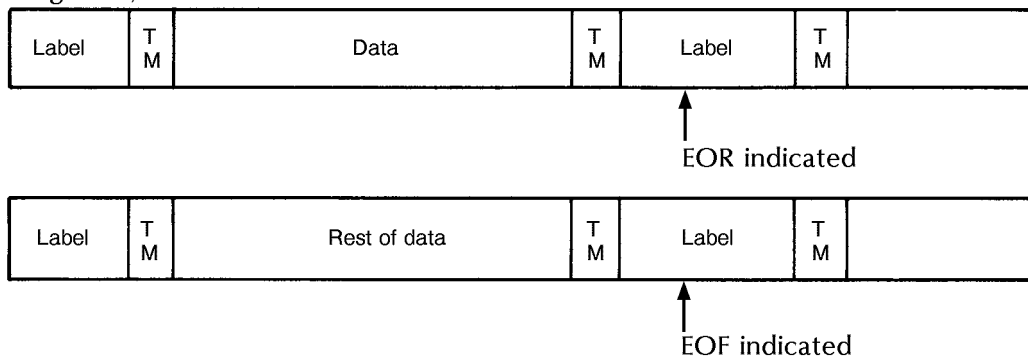 Label T M Data T M Label T M
EOR indicated
Label T M Rest of data T M Label T M
EOF indicated